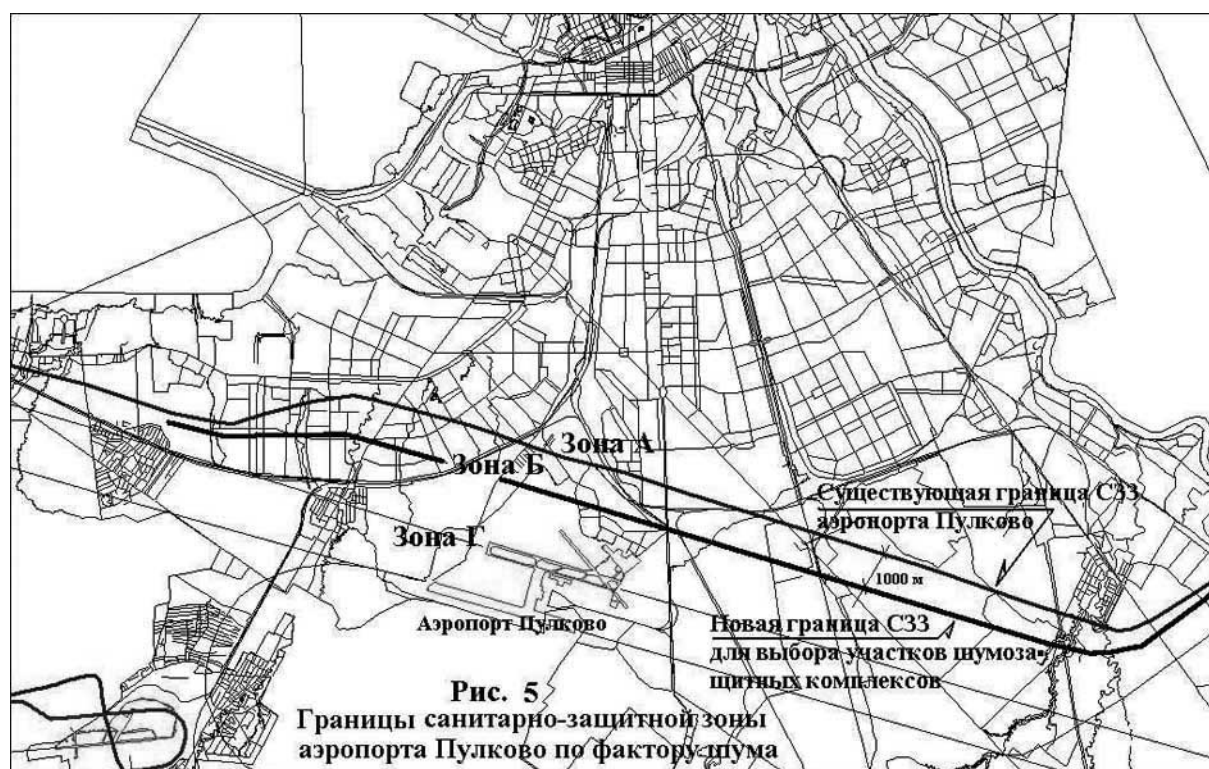 Зона А
Зона Б
Существующая граница СЗЗ
аэропорта Пулково
Зона Г
1000 м
Аэропорт Пулково
Новая граница СЗЗ
для выбора участков шумоза-
щитных комплексов
Рис. 5
Границы санитарно-защитной зоны
аэропорта Пулково по фактору шума